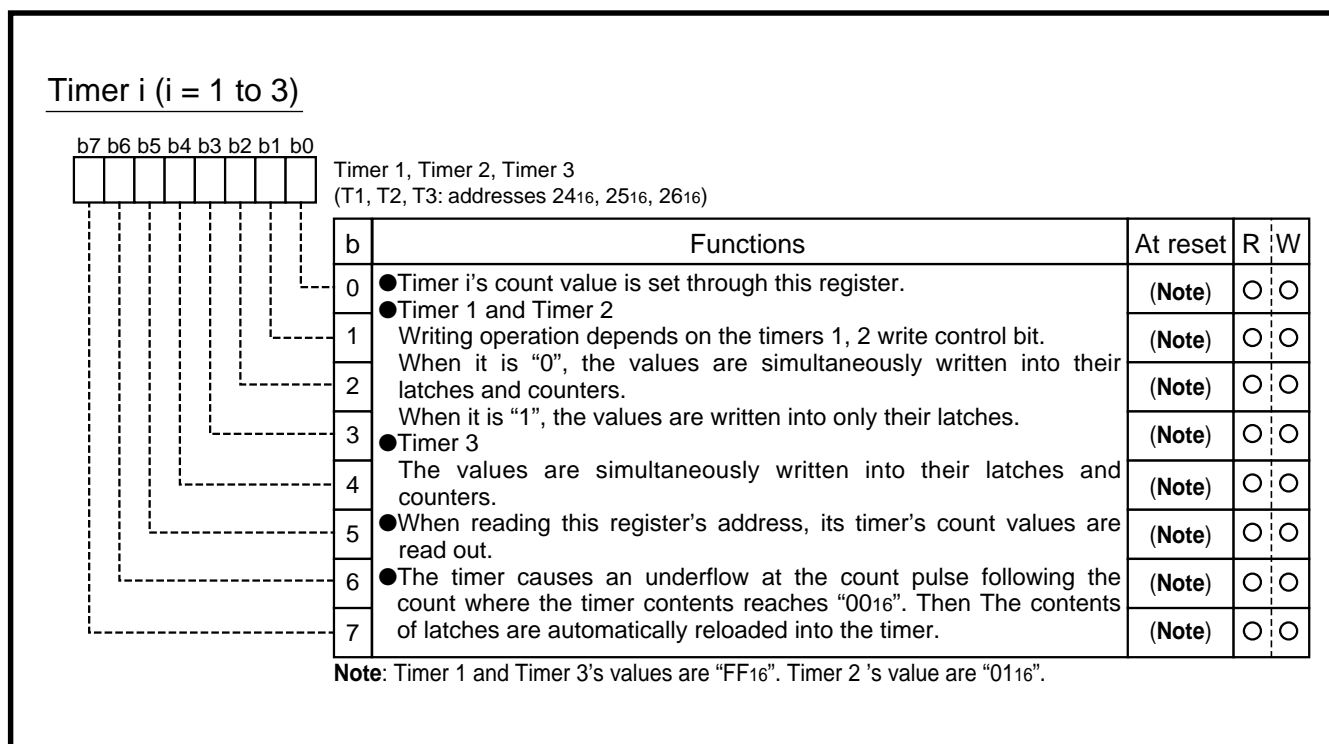 Timer i (i = 1 to 3)
b7 b6 b5 b4 b3 b2 b1 b0
Timer 1, Timer 2, Timer 3
(T1, T2, T3: addresses 2416, 2516, 2616)
b Functions At reset R W
0 ●Timer i’s count value is set through this register. (Note) ○ ○
●Timer 1 and Timer 2
1 Writing operation depends on the timers 1, 2 write control bit. (Note) ○ ○
When it is “0”, the values are simultaneously written into their
2 latches and counters. (Note) ○ ○
When it is “1”, the values are written into only their latches.
3 ●Timer 3 (Note) ○ ○
The values are simultaneously written into their latches and
4 counters. (Note) ○ ○
●When reading this register’s address, its timer’s count values are
5 read out. (Note) ○ ○
6 ●The timer causes an underflow at the count pulse following the (Note) ○ ○
count where the timer contents reaches “0016”. Then The contents
7 of latches are automatically reloaded into the timer. (Note) ○ ○
Note: Timer 1 and Timer 3’s values are “FF16”. Timer 2 ’s value are “0116”.